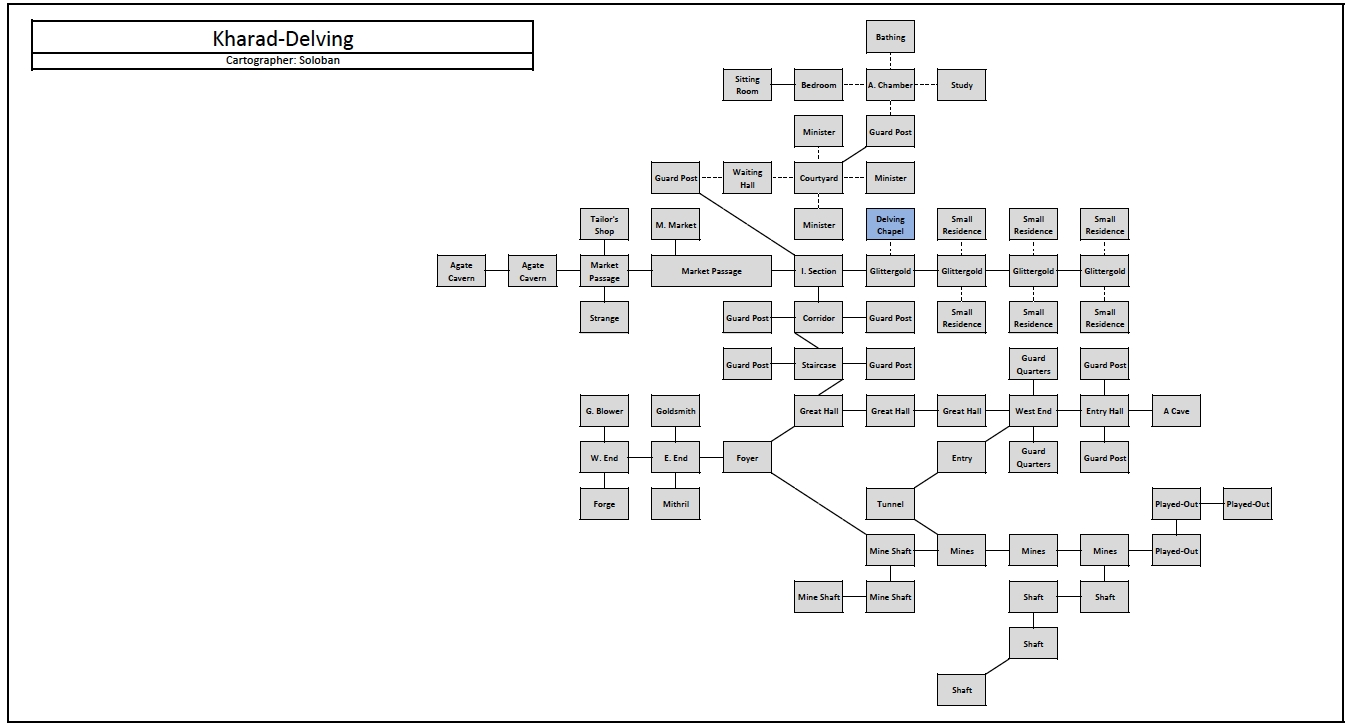 Kharad-Delving
Cartographer: Soloban
Bathing
Sitting
Room
Bedroom
A. Chamber
Study
Minister
Guard Post
Guard Post
Waiting
Hall
Courtyard
Minister
Tailor's
Shop
M. Market
Minister
Delving
Chapel
Small
Residence
Small
Residence
Small
Residence
Agate
Cavern
Agate
Cavern
Market
Passage
Market Passage
I. Section
Glittergold
Glittergold
Glittergold
Glittergold
Strange
Guard Post
Corridor
Guard Post
Small
Residence
Small
Residence
Small
Residence
Guard Post
Staircase
Guard Post
Guard
Quarters
Guard Post
G. Blower
Goldsmith
Great Hall
Great Hall
Great Hall
West End
Entry Hall
A Cave
W. End
E. End
Foyer
Entry
Guard
Quarters
Guard Post
Forge
Mithril
Tunnel
Played-Out
Played-Out
Mine Shaft
Mines
Mines
Mines
Played-Out
Mine Shaft
Mine Shaft
Shaft
Shaft
Shaft
Shaft